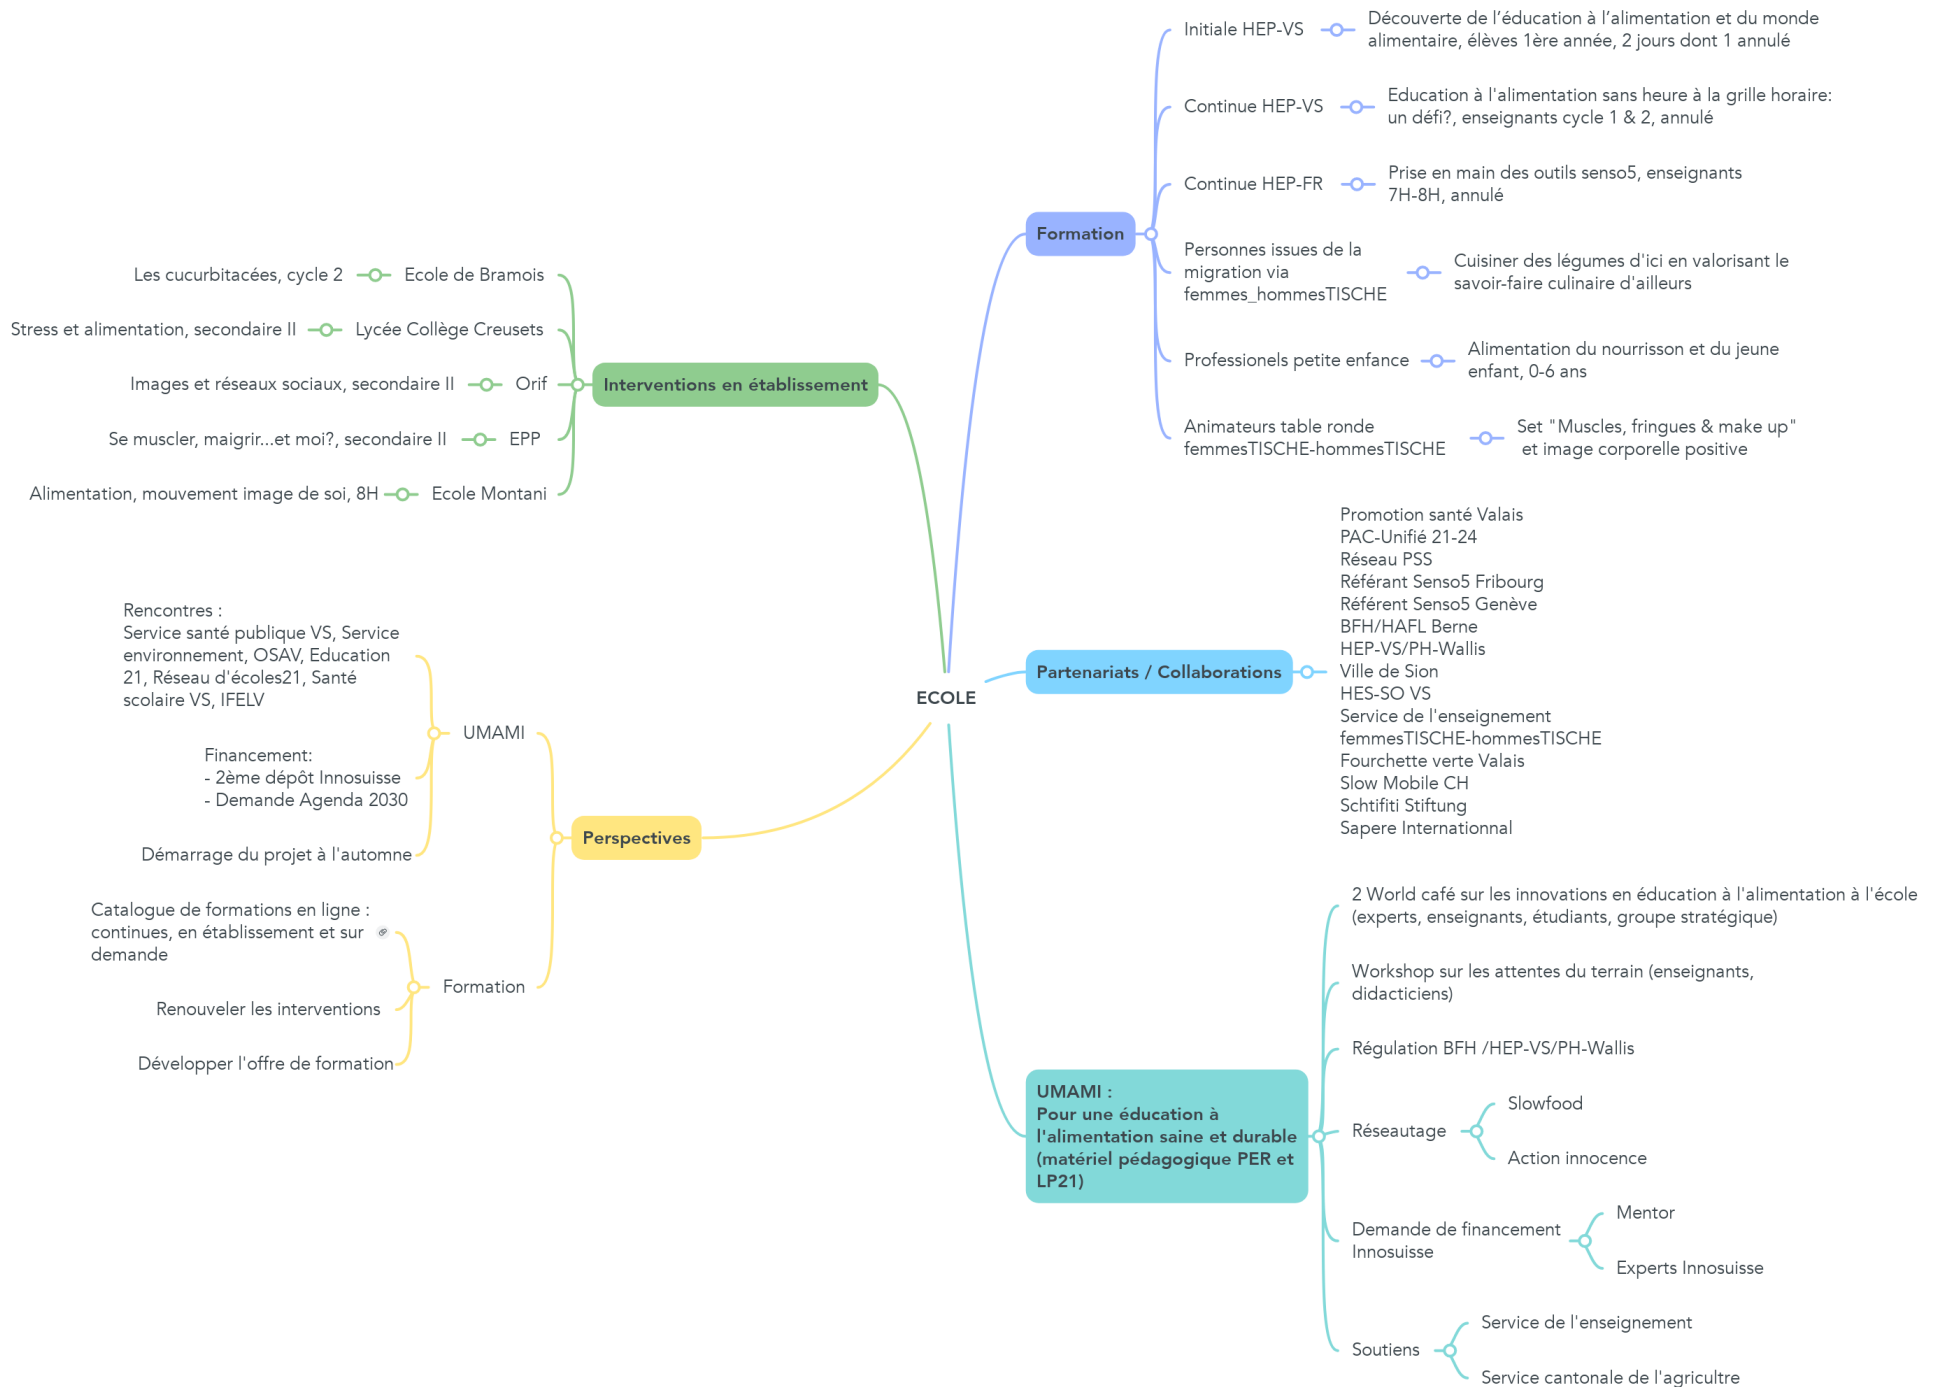 ECOLE
Formation
Initiale HEP-VS
Découverte de l’éducation à l’alimentation et du monde
alimentaire, élèves 1ère année, 2 jours dont 1 annulé
Continue HEP-VS
Education à l'alimentation sans heure à la grille horaire:
un défi?, enseignants cycle 1 & 2, annulé
Continue HEP-FR
Prise en main des outils senso5, enseignants
7H-8H, annulé
Personnes issues de la
migration via
femmes_hommesTISCHE
Cuisiner des légumes d'ici en valorisant le
savoir-faire culinaire d'ailleurs
Professionels petite enfance
Alimentation du nourrisson et du jeune
enfant, 0-6 ans
Animateurs table ronde
femmesTISCHE-hommesTISCHE
Set "Muscles, fringues & make up"
et image corporelle positive
Partenariats / Collaborations
Promotion santé Valais
PAC-Unifié 21-24
Réseau PSS
Référant Senso5 Fribourg
Référent Senso5 Genève
BFH/HAFL Berne
HEP-VS/PH-Wallis
Ville de Sion
HES-SO VS
Service de l'enseignement
femmesTISCHE-hommesTISCHE
Fourchette verte Valais
Slow Mobile CH
Schtifiti Stiftung
Sapere Internationnal
UMAMI :
Pour une éducation à
l'alimentation saine et durable
(matériel pédagogique PER et
LP21)
2 World café sur les innovations en éducation à l'alimentation à l'école
(experts, enseignants, étudiants, groupe stratégique)
Workshop sur les attentes du terrain (enseignants,
didacticiens)
Régulation BFH /HEP-VS/PH-Wallis
Réseautage
Slowfood
Action innocence
Demande de financement
Innosuisse
Mentor
Experts Innosuisse
Soutiens
Service de l'enseignement
Service cantonale de l'agricultre
Interventions en établissement
Ecole de Bramois
Les cucurbitacées, cycle 2
Lycée Collège Creusets
Stress et alimentation, secondaire II
Orif
Images et réseaux sociaux, secondaire II
EPP
Se muscler, maigrir...et moi?, secondaire II
Ecole Montani
Alimentation, mouvement image de soi, 8H
Perspectives
UMAMI
Rencontres :
Service santé publique VS, Service
environnement, OSAV, Education
21, Réseau d'écoles21, Santé
scolaire VS, IFELV
Financement:
- 2ème dépôt Innosuisse
- Demande Agenda 2030
Démarrage du projet à l'automne
Formation
Catalogue de formations en ligne :
continues, en établissement et sur
demande
Renouveler les interventions
Développer l'offre de formation